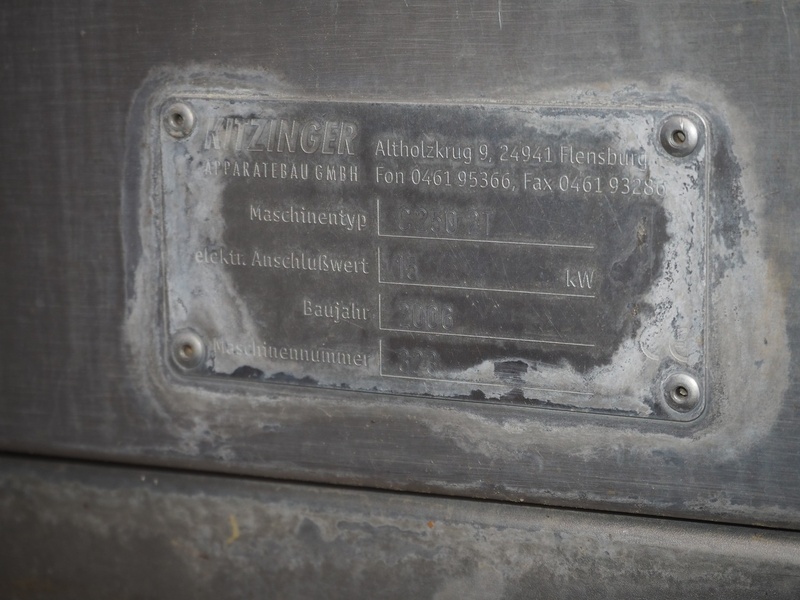 KITZINGER
APPARATEBAU GMBH
Altholzkrug 9, 24941 Flensburg
Fon 0461 95366, Fax 0461 93286
Maschinentyp
elektr. Anschlußwert 15 kW
Baujahr
Maschinennummer